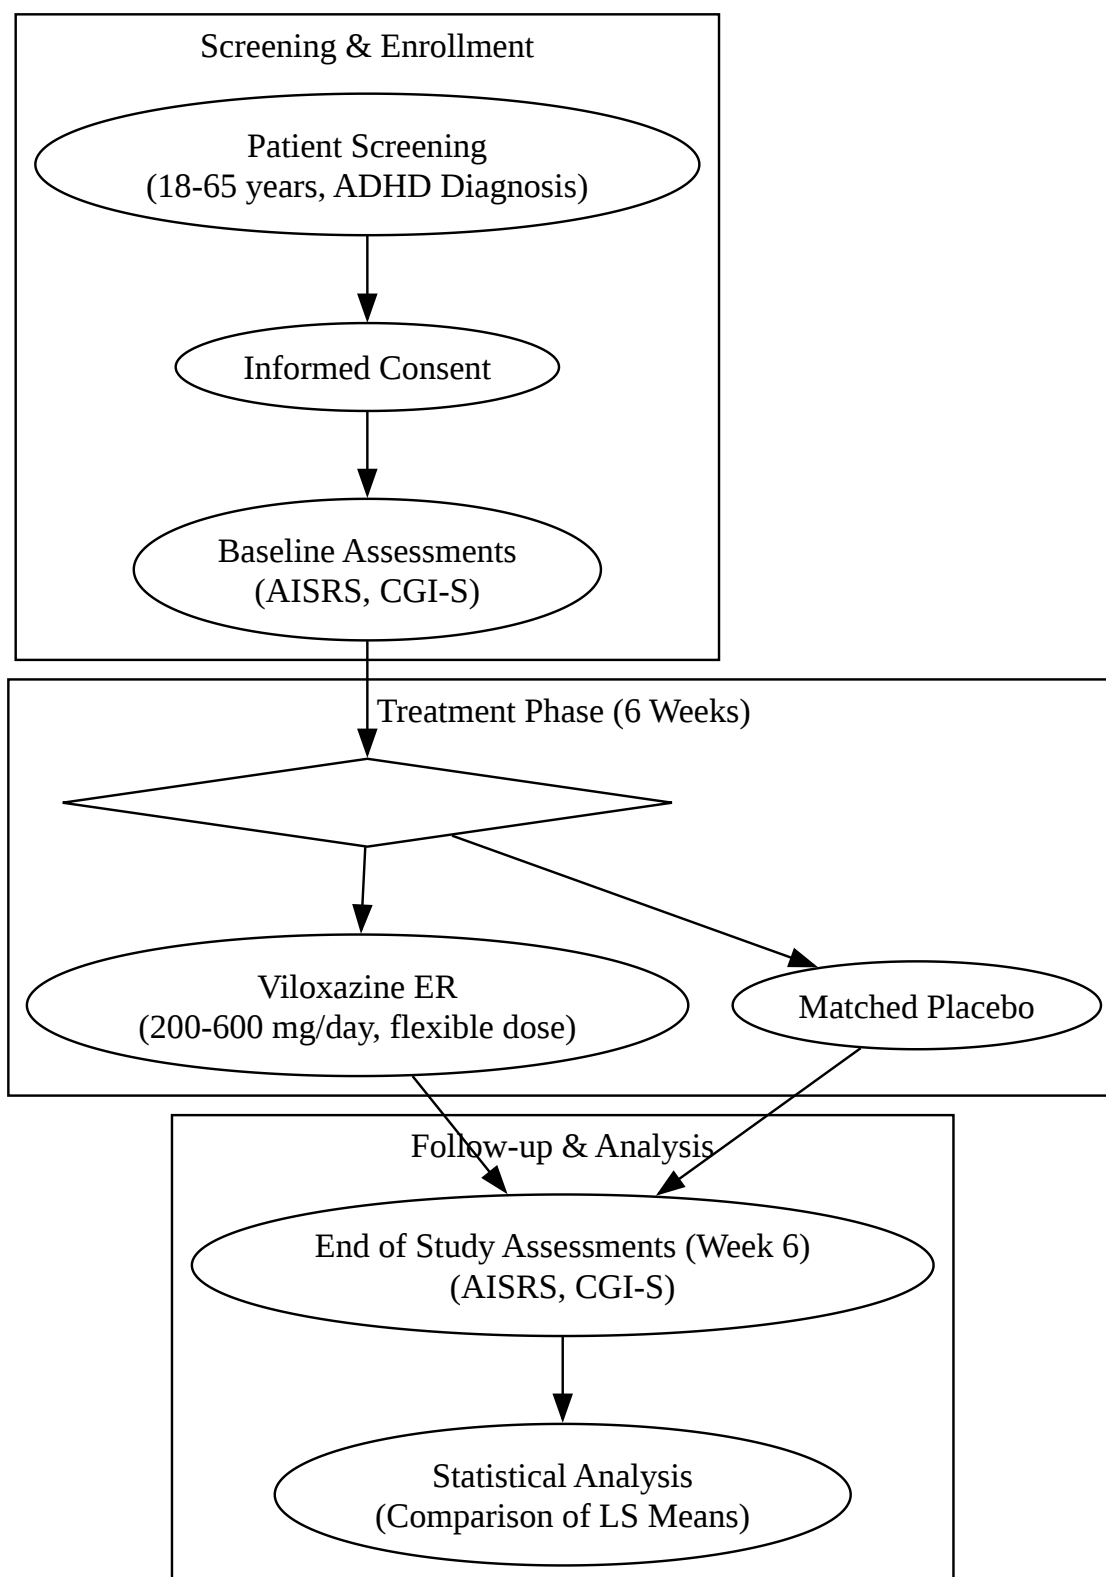 Screening & Enrollment
Patient Screening
(18-65 years, ADHD Diagnosis)
Informed Consent
Baseline Assessments
(AISRS, CGI-S)
Treatment Phase (6 Weeks)
Viloxazine ER
(200-600 mg/day, flexible dose)
Matched Placebo
Follow-up & Analysis
End of Study Assessments (Week 6)
(AISRS, CGI-S)
Statistical Analysis
(Comparison of LS Means)